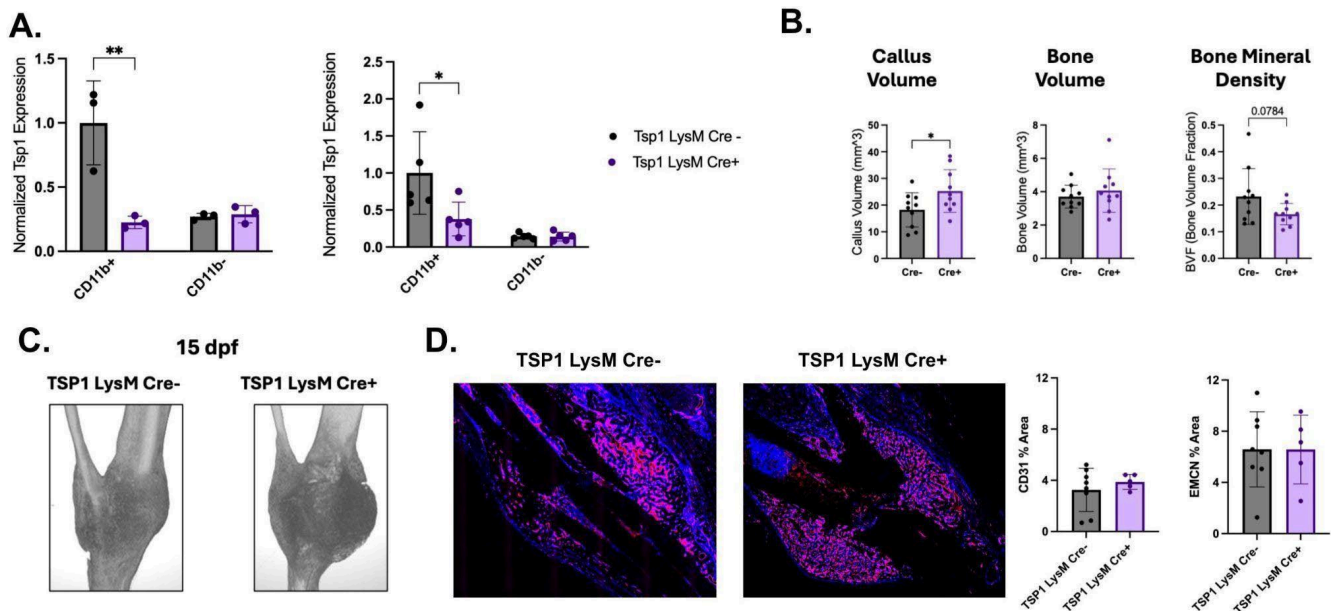 A.
Normalized Tsp1 Expression
1.5
1.0
0.5
0.0
**
CD11b+
CD11b-
Normalized Tsp1 Expression
2.5
2.0
1.5
1.0
0.5
0.0
*
CD11b+
CD11b-
Tsp1 LysM Cre -
Tsp1 LysM Cre+
B.
Callus
Volume
Callus Volume (mm^3)
50
40
30
20
10
0
*
Cre-
Cre+
Bone
Volume
Bone Volume (mm^3)
8
6
4
2
0
Cre-
Cre+
Bone Mineral
Density
BVF (Bone Volume Fraction)
0.5
0.4
0.3
0.2
0.1
0.0
0.0784
Cre-
Cre+
C.
15 dpf
TSP1 LysM Cre-
TSP1 LysM Cre+
D.
TSP1 LysM Cre-
TSP1 LysM Cre+
CD31 % Area
12
8
4
0
TSP1 LysM Cre-
TSP1 LysM Cre+
EMCN % Area
12
8
4
0
TSP1 LysM Cre-
TSP1 LysM Cre+